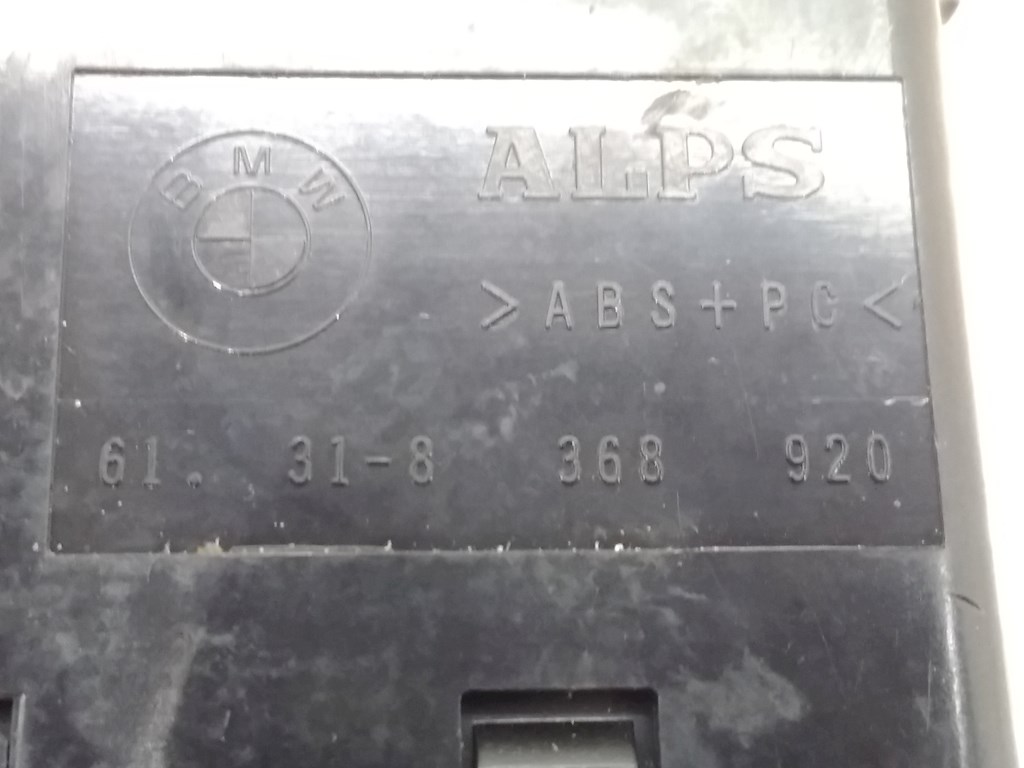 BMW
ALPS
>ABS+PC<
61. 31-8 368 920